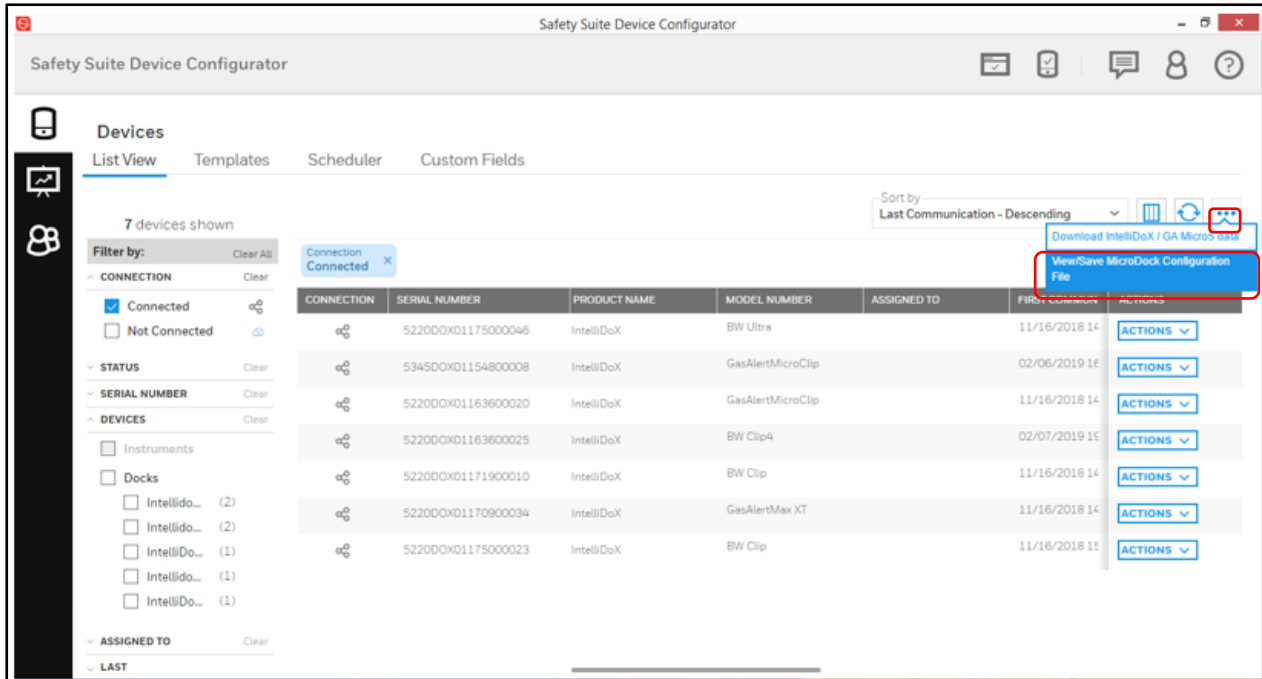 Safety Suite Device Configurator
Safety Suite Device Configurator
Devices
List View Templates Scheduler Custom Fields
Sort by
Last Communication - Descending
7 devices shown
Download IntelliDoX / GA Micro5 data
View/Save MicroDock Configuration
File
Filter by: Clear All
Connection
Connected
CONNECTION Clear
Connected
Not Connected
STATUS Clear
SERIAL NUMBER Clear
DEVICES Clear
Instruments
Docks
Intellido... (2)
Intellido... (2)
IntelliDo... (1)
Intellido... (1)
IntelliDo... (1)
ASSIGNED TO Clear
LAST
CONNECTION SERIAL NUMBER PRODUCT NAME MODEL NUMBER ASSIGNED TO FIRST COMMUN ACTIONS
5220DOX01175000046 IntelliDoX BW Ultra 11/16/2018 14 ACTIONS
5345DOX01154800008 IntelliDoX GasAlertMicroClip 02/06/2019 16 ACTIONS
5220DOX01163600020 IntelliDoX GasAlertMicroClip 11/16/2018 14 ACTIONS
5220DOX01163600025 IntelliDoX BW Clip4 02/07/2019 19 ACTIONS
5220DOX01171900010 IntelliDoX BW Clip 11/16/2018 14 ACTIONS
5220DOX01170900034 IntelliDoX GasAlertMax XT 11/16/2018 14 ACTIONS
5220DOX01175000023 IntelliDoX BW Clip 11/16/2018 15 ACTIONS